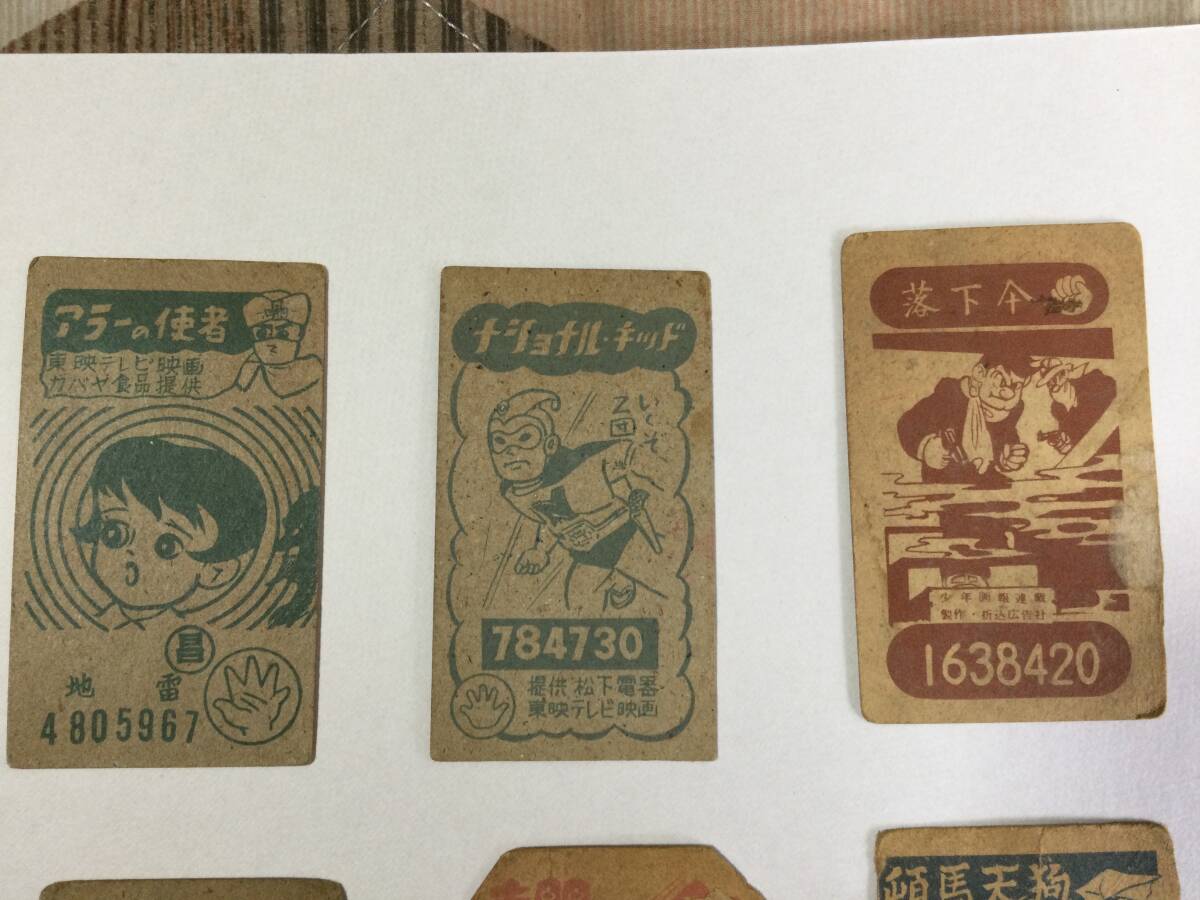 アラーの使者
東映テレビ映画
カバヤ食品提供
地雷
4805967
ナショナル・キッド
いくぞ
Z団
784730
提供 松下電器
東映テレビ映画
落下傘
少年画報連載
製作・折込広告社
1638420
馬天狗